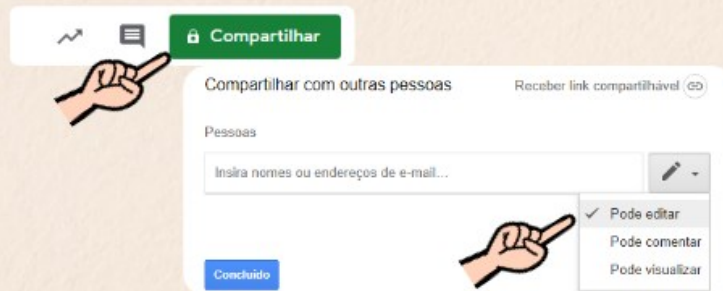 Compartilhar
Compartilhar com outras pessoas
Receber link compartilhável
Pessoas
Insira nomes ou endereços de e-mail...
Pode editar
Pode comentar
Pode visualizar
Concluído